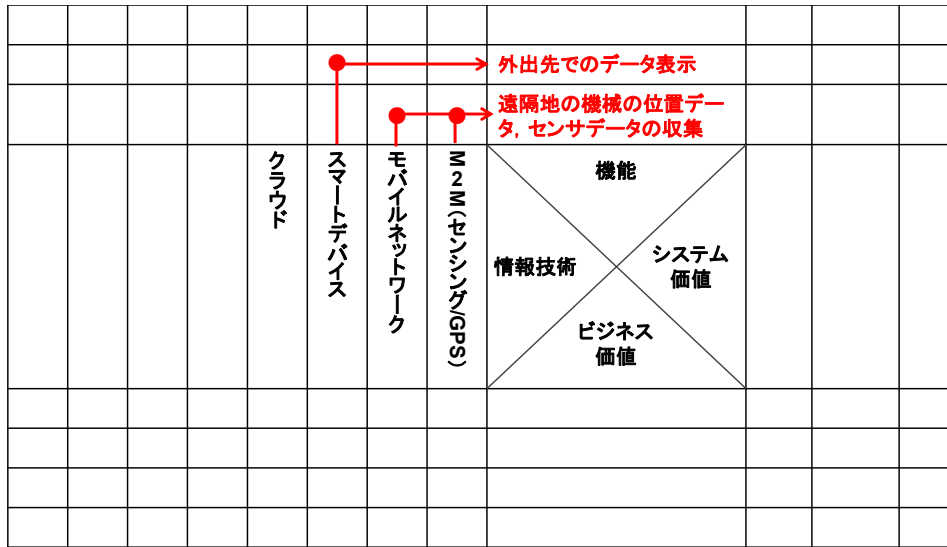 外出先でのデータ表示
遠隔地の機械の位置デー
タ，センサデータの収集
クラウド
スマートデバイス
モバイルネットワーク
M2M(センシング/GPS)
機能
情報技術
システム
価値
ビジネス
価値